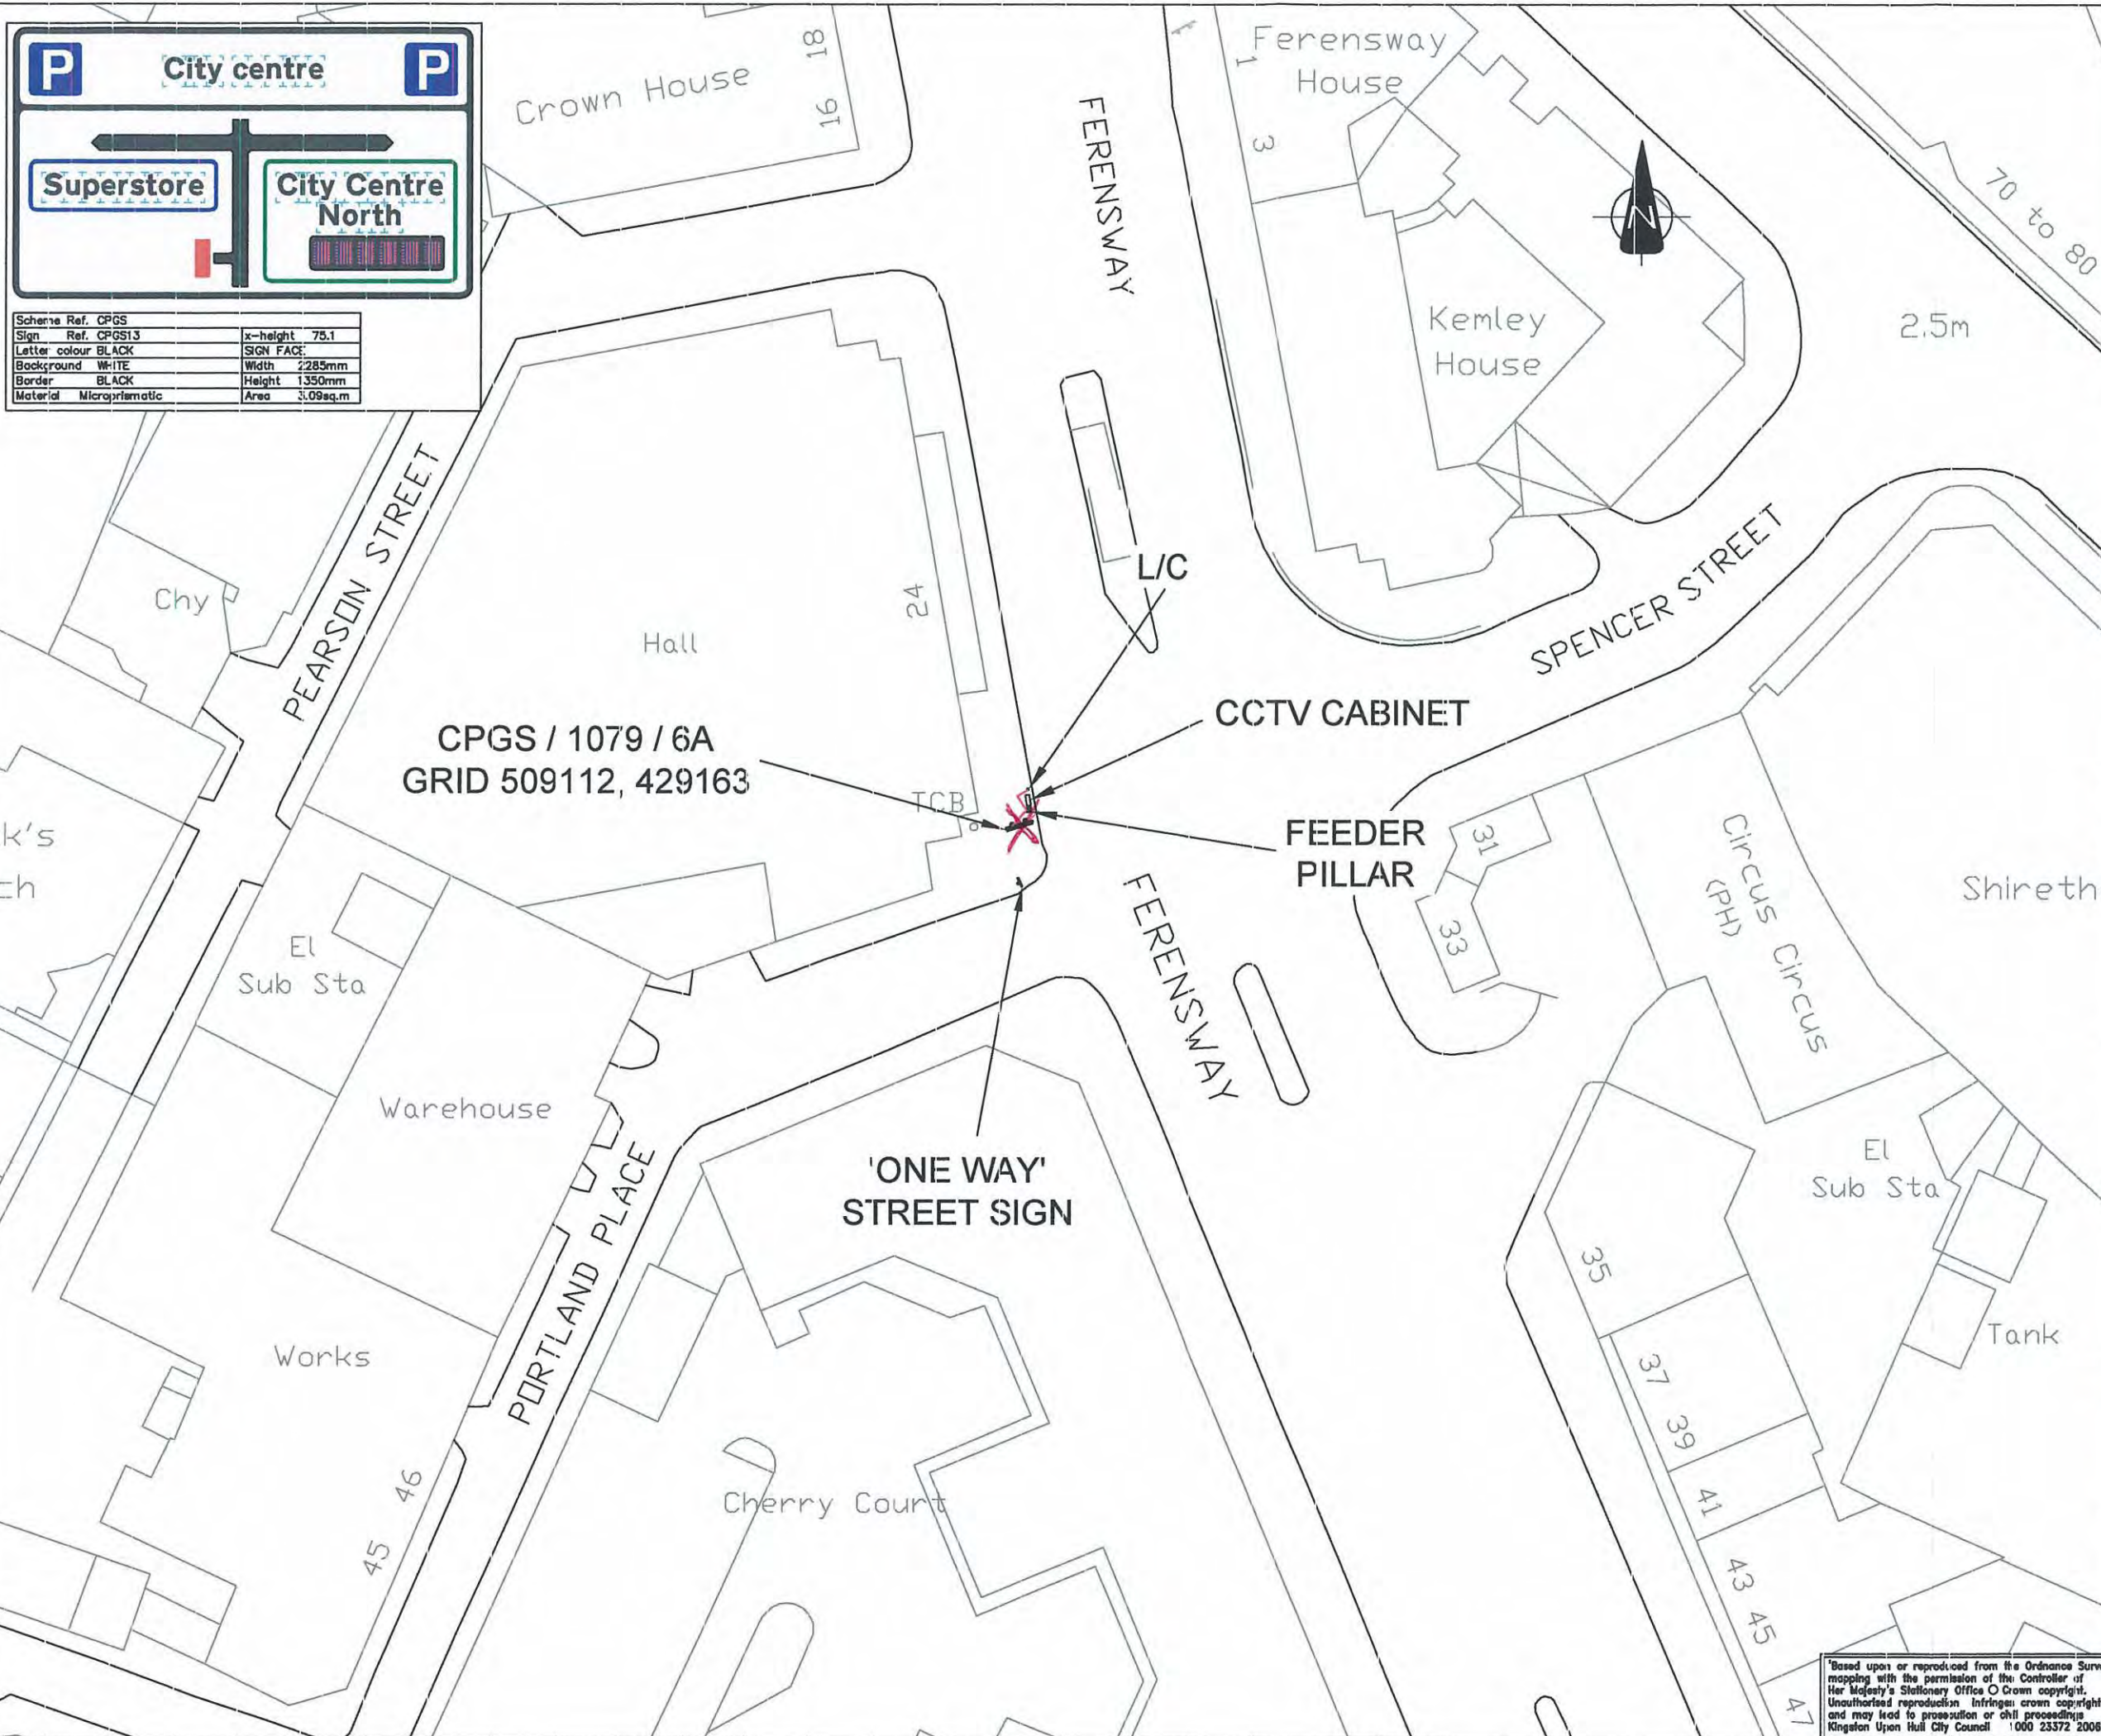 P City centre P
Superstore
City Centre
North
Scheme Ref. CPGS
Sign Ref. CPGS13 x-height 75.1
Letter colour BLACK SIGN FACE
Background WHITE Width 2285mm
Border BLACK Height 1350mm
Material Microprismatic Area 3.09sq.m
Crown House
18
16
FERENSWAY
Ferensway
House
1
3
N
70 to 80
Kemley
House
2.5m
PEARSON STREET
Chy
Hall
24
L/C
SPENCER STREET
CPGS / 1079 / 6A
GRID 509112, 429163
TCB
CCTV CABINET
FEEDER
PILLAR
31
33
Circus Circus
(PH)
Shireth
k's
ch
El
Sub Sta
FERENSWAY
Warehouse
'ONE WAY'
STREET SIGN
PORTLAND PLACE
El
Sub Sta
Works
Tank
35
37
39
41
43
45
47
46
45
Cherry Court
"Based upon or reproduced from the Ordnance Surv
mapping with the permission of the Controller of
Her Majesty's Stationery Office O Crown copyright.
Unauthorised reproduction infringes crown copyright
and may lead to prosecution or civil proceedings
Kingston Upon Hull City Council 1000 23372 2006